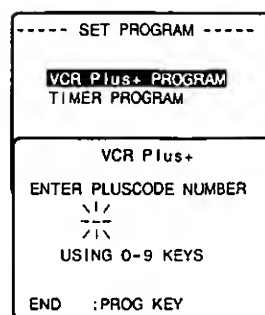 ----- SET PROGRAM -----
VCR Plus+ PROGRAM
TIMER PROGRAM
VCR Plus+
ENTER PLUSCODE NUMBER
---
USING 0-9 KEYS
END :PROG KEY